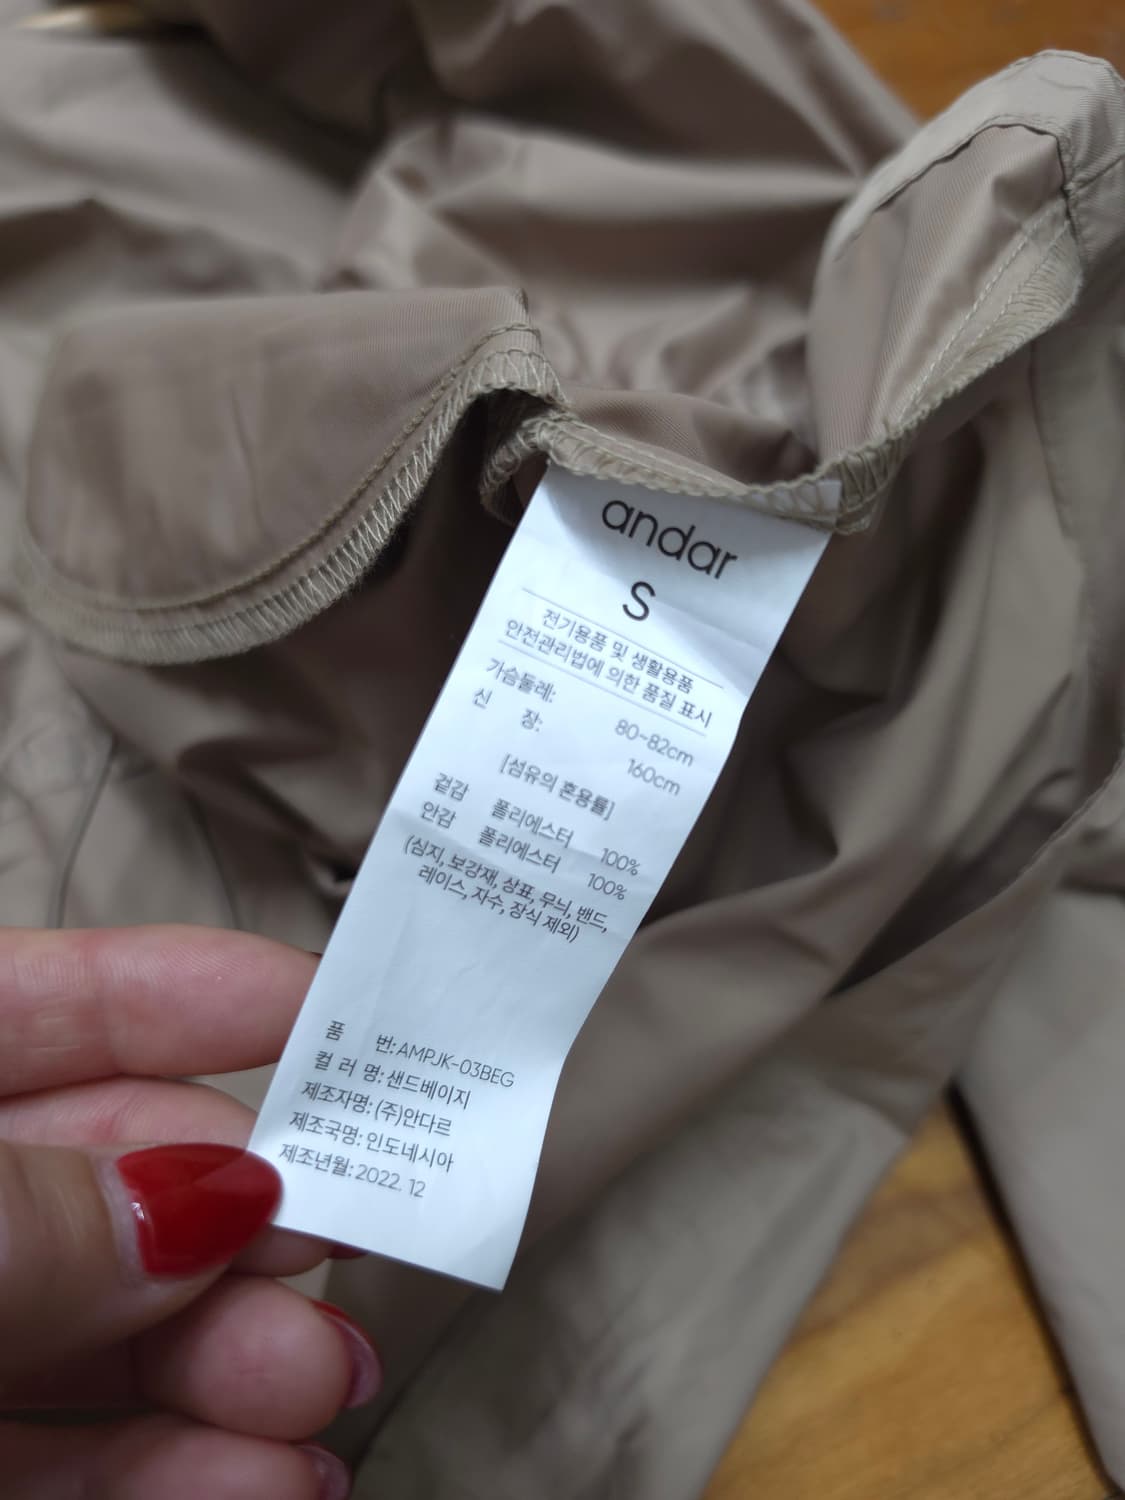 andar
S
전기용품 및 생활용품
안전관리법에 의한 품질 표시
가슴둘레: 80~82cm
신 장: 160cm
[섬유의 혼용률]
겉감 폴리에스터 100%
안감 폴리에스터 100%
(심지, 보강재, 상표, 무늬, 밴드,
레이스, 자수, 장식 제외)
품 번: AMPJK-03BEG
컬 러 명: 샌드베이지
제조자명: (주)안다르
제조국명: 인도네시아
제조년월: 2022. 12